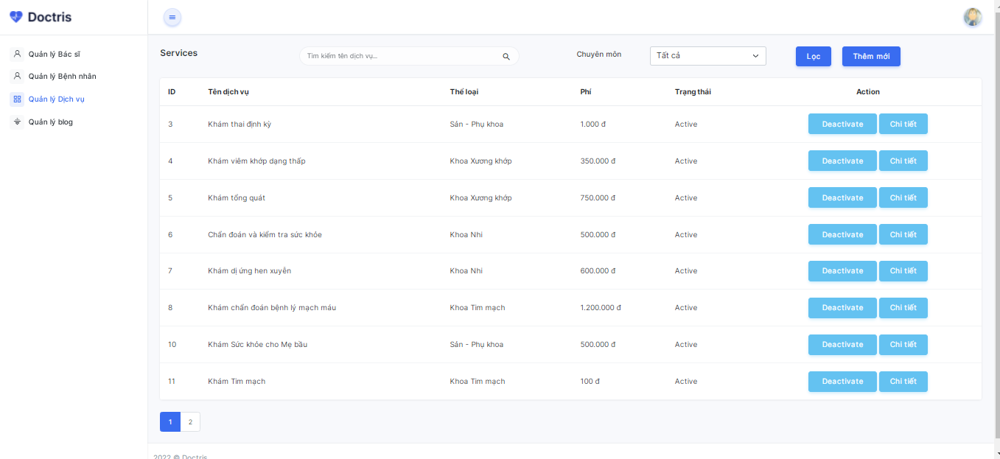 Doctris
Quản lý Bác sĩ
Quản lý Bệnh nhân
Quản lý Dịch vụ
Quản lý blog
Services
Tìm kiếm tên dịch vụ...
Chuyên môn
Tất cả
Lọc
Thêm mới
ID Tên dịch vụ Thể loại Phí Trạng thái Action
3 Khám thai định kỳ Sản - Phụ khoa 1.000 đ Active Deactivate Chi tiết
4 Khám viêm khớp dạng thấp Khoa Xương khớp 350.000 đ Active Deactivate Chi tiết
5 Khám tổng quát Khoa Xương khớp 750.000 đ Active Deactivate Chi tiết
6 Chẩn đoán và kiểm tra sức khỏe Khoa Nhi 500.000 đ Active Deactivate Chi tiết
7 Khám dị ứng hen xuyễn Khoa Nhi 600.000 đ Active Deactivate Chi tiết
8 Khám chẩn đoán bệnh lý mạch máu Khoa Tim mạch 1.200.000 đ Active Deactivate Chi tiết
10 Khám Sức khỏe cho Mẹ bầu Sản - Phụ khoa 500.000 đ Active Deactivate Chi tiết
11 Khám Tim mạch Khoa Tim mạch 100 đ Active Deactivate Chi tiết
1 2
2022 © Doctris